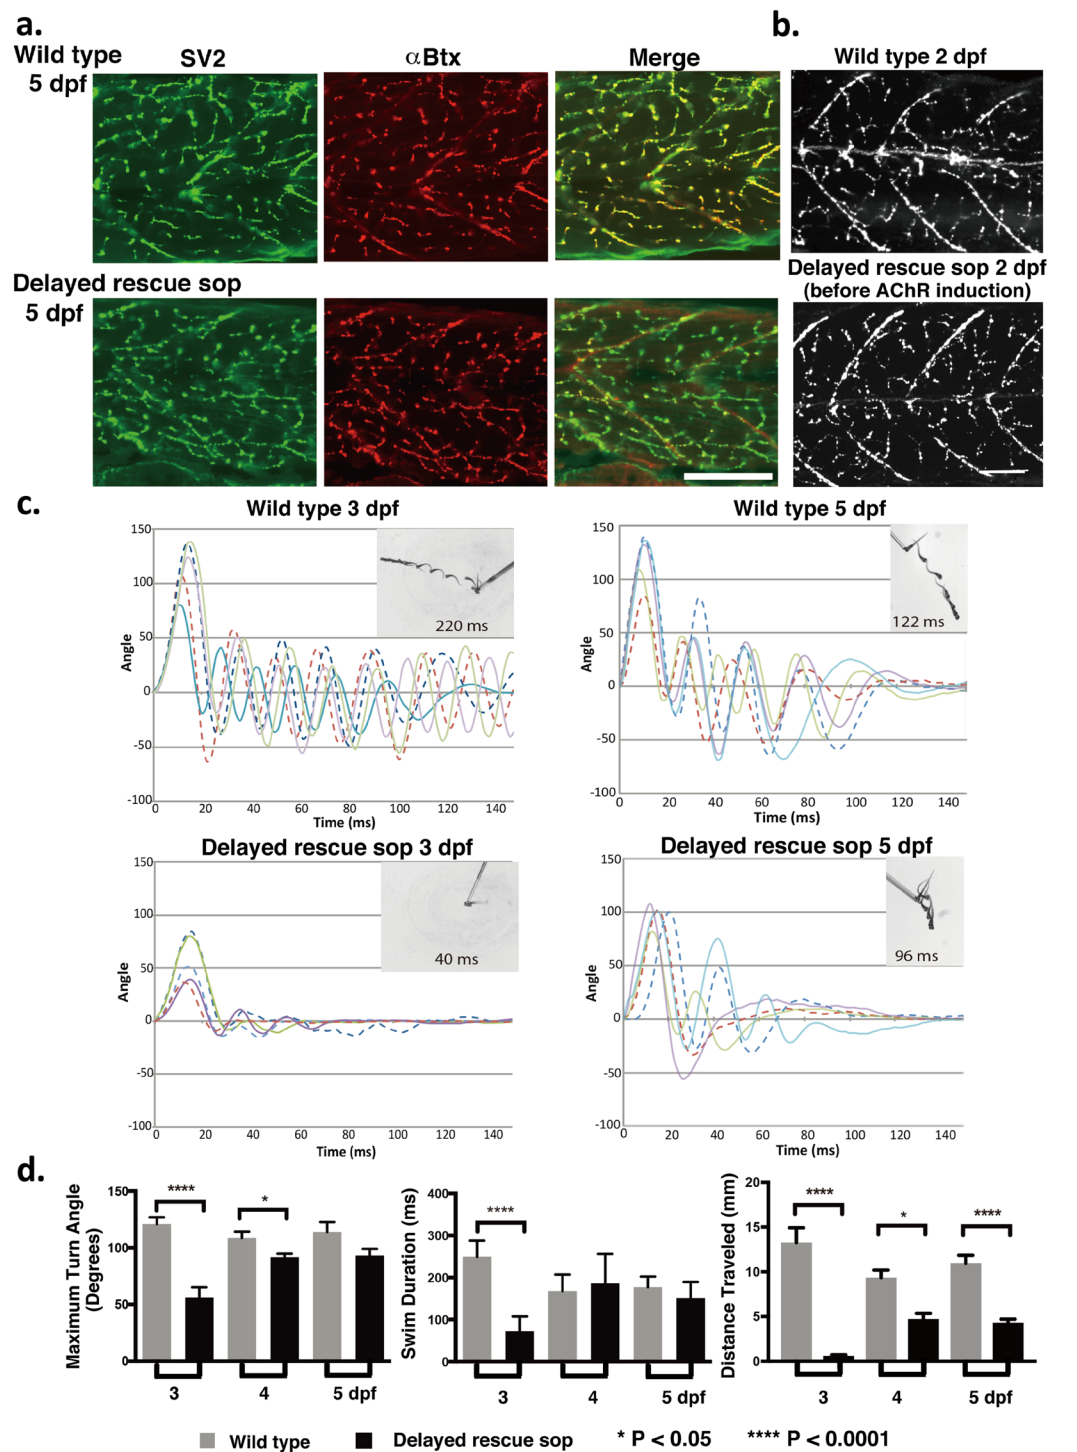 a.
Wild type
5 dpf
SV2
αBtx
Merge
b.
Wild type 2 dpf
Delayed rescue sop
5 dpf
Delayed rescue sop 2 dpf
(before AChR induction)
c.
Wild type 3 dpf
150
100
50
0
-50
-100
Angle
220 ms
0 20 40 60 80 100 120 140
Time (ms)
Wild type 5 dpf
150
100
50
0
-50
-100
Angle
122 ms
0 20 40 60 80 100 120 140
Time (ms)
Delayed rescue sop 3 dpf
150
100
50
0
-50
-100
Angle
40 ms
0 20 40 60 80 100 120 140
Time (ms)
Delayed rescue sop 5 dpf
150
100
50
0
-50
-100
Angle
96 ms
0 20 40 60 80 100 120 140
Time (ms)
d.
Maximum Turn Angle
(Degrees)
150
100
50
0
****
*
3 4 5 dpf
Swim Duration (ms)
400
300
200
100
0
****
3 4 5 dpf
Distance Traveled (mm)
20
15
10
5
0
****
*
****
3 4 5 dpf
Wild type
Delayed rescue sop
* P < 0.05
**** P < 0.0001